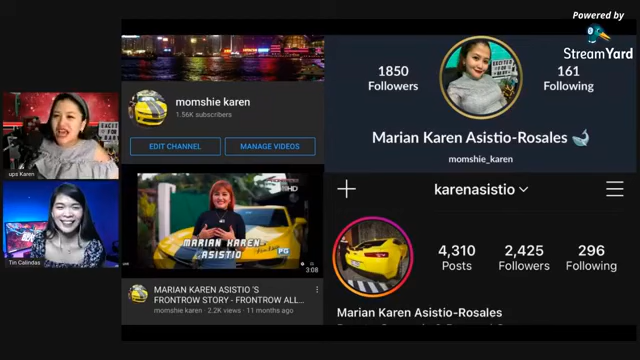 Powered by
StreamYard
ups Karen
Tin Calindas
momshie karen
1.56K subscribers
EDIT CHANNEL
MANAGE VIDEOS
HD
MARIAN KAREN
ASISTIO
PG
3:08
MARIAN KAREN ASISTIO 'S
FRONTROW STORY - FRONTROW ALL...
momshie karen · 2.2K views · 11 months ago
1850
Followers
161
Following
Marian Karen Asistio-Rosales 🐋
momshie_karen
karenasistio
4,310
Posts
2,425
Followers
296
Following
Marian Karen Asistio-Rosales